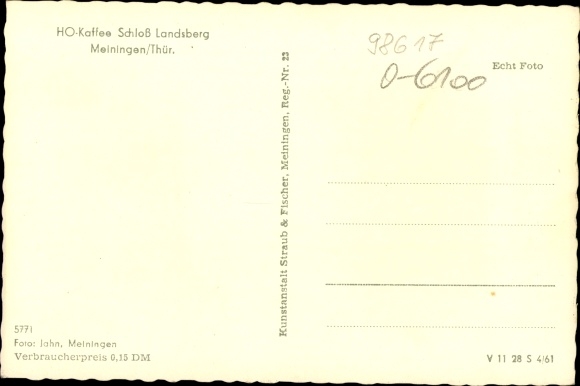 HO-Kaffee Schloß Landsberg
Meiningen/Thür.
98617
O-6100
Echt Foto
Kunstanstalt Straub & Fischer, Meiningen, Reg.-Nr. 23
5771
Foto: Jahn, Meiningen
Verbraucherpreis 0,15 DM
V 11 28 S 4/61